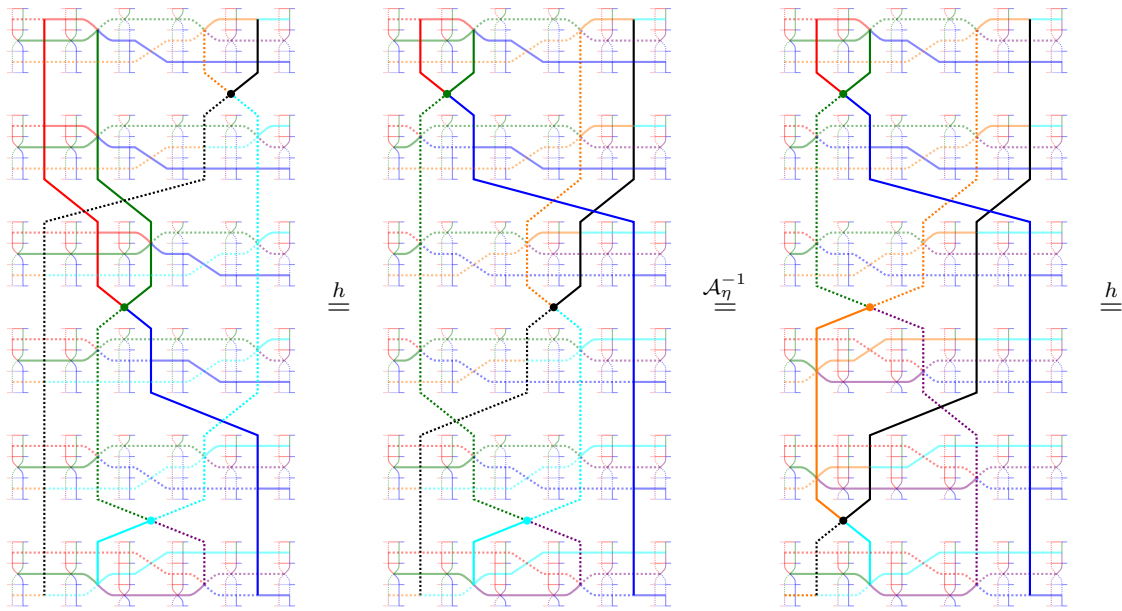 h
=
𝒜_η^{-1}
=
h
=